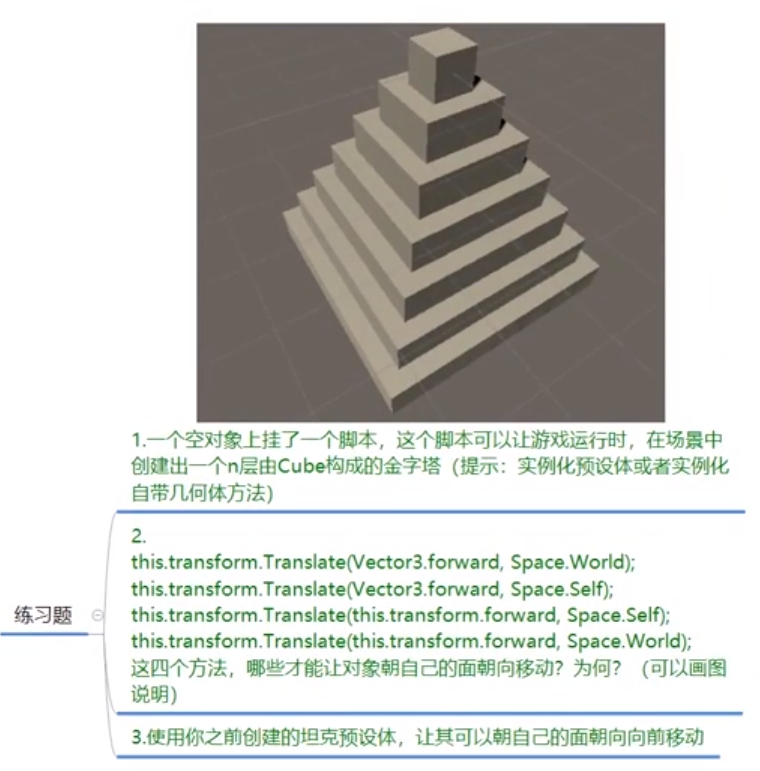 1.一个空对象上挂了一个脚本，这个脚本可以让游戏运行时，在场景中
创建出一个n层由Cube构成的金字塔（提示：实例化预设体或者实例化
自带几何体方法）
2.
this.transform.Translate(Vector3.forward, Space.World);
this.transform.Translate(Vector3.forward, Space.Self);
this.transform.Translate(this.transform.forward, Space.Self);
this.transform.Translate(this.transform.forward, Space.World);
这四个方法，哪些才能让对象朝自己的面朝向移动？为何？（可以画图
说明）
练习题
3.使用你之前创建的坦克预设体，让其可以朝自己的面朝向向前移动